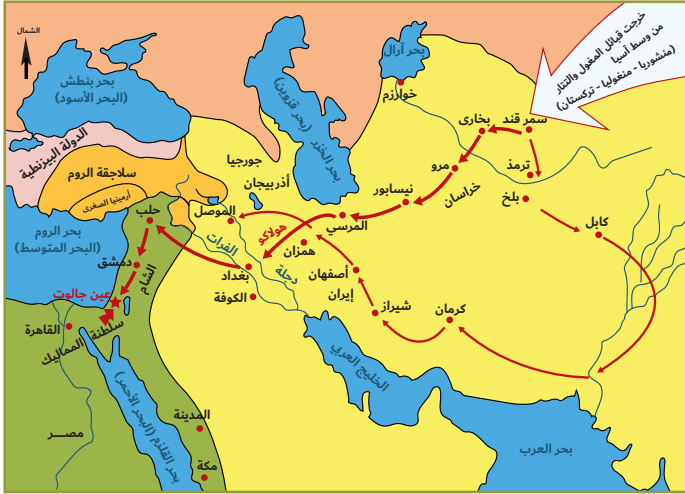 الشمال
خرجت قبائل المغول والتتار
من وسط آسيا
(منشوريا - منغوليا - تركستان)
بحر آرال
خوارزم
بحر بنطش
(البحر الأسود)
بحر الخزر (بحر قزوين)
سمر قند
بخارى
الدولة البيزنطية
جورجيا
ترمذ
مرو
سلاجقة الروم
أذربيجان
خراسان
بلخ
نيسابور
أرمينيا الصغرى
حلب
الموصل
المرسي
كابل
هولاكو
بحر الروم
(البحر المتوسط)
الفرات
همزان
دمشق
الشام
بغداد
دجلة
أصفهان
عين جالوت
الكوفة
إيران
شيراز
كرمان
القاهرة
سلطنة المماليك
الخليج العربي
بحر القلزم (البحر الأحمر)
المدينة
مصـــر
بحر العرب
مكة